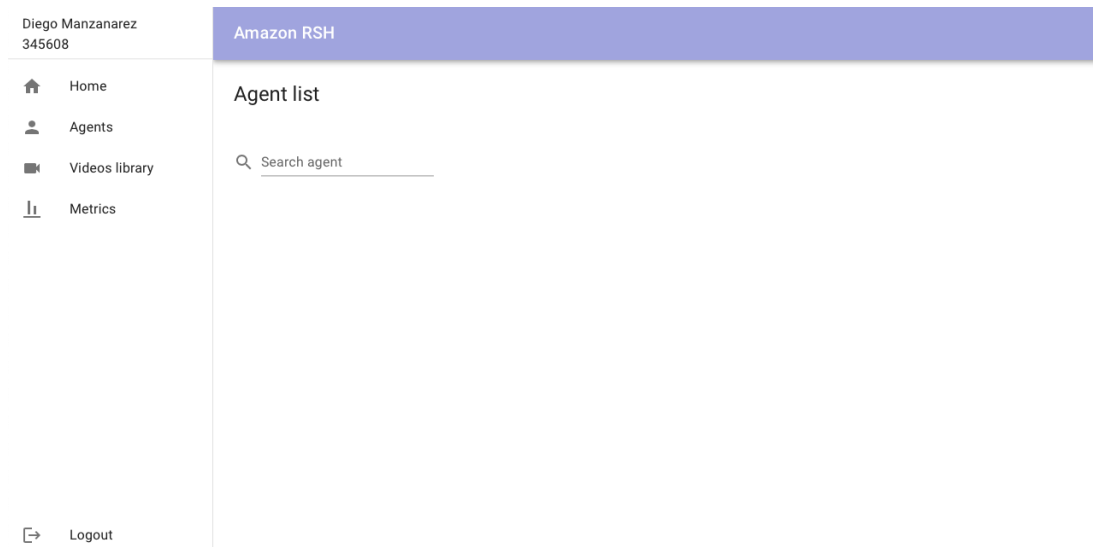 Diego Manzanarez
345608
Home
Agents
Videos library
Metrics
Logout
Amazon RSH
Agent list
Search agent